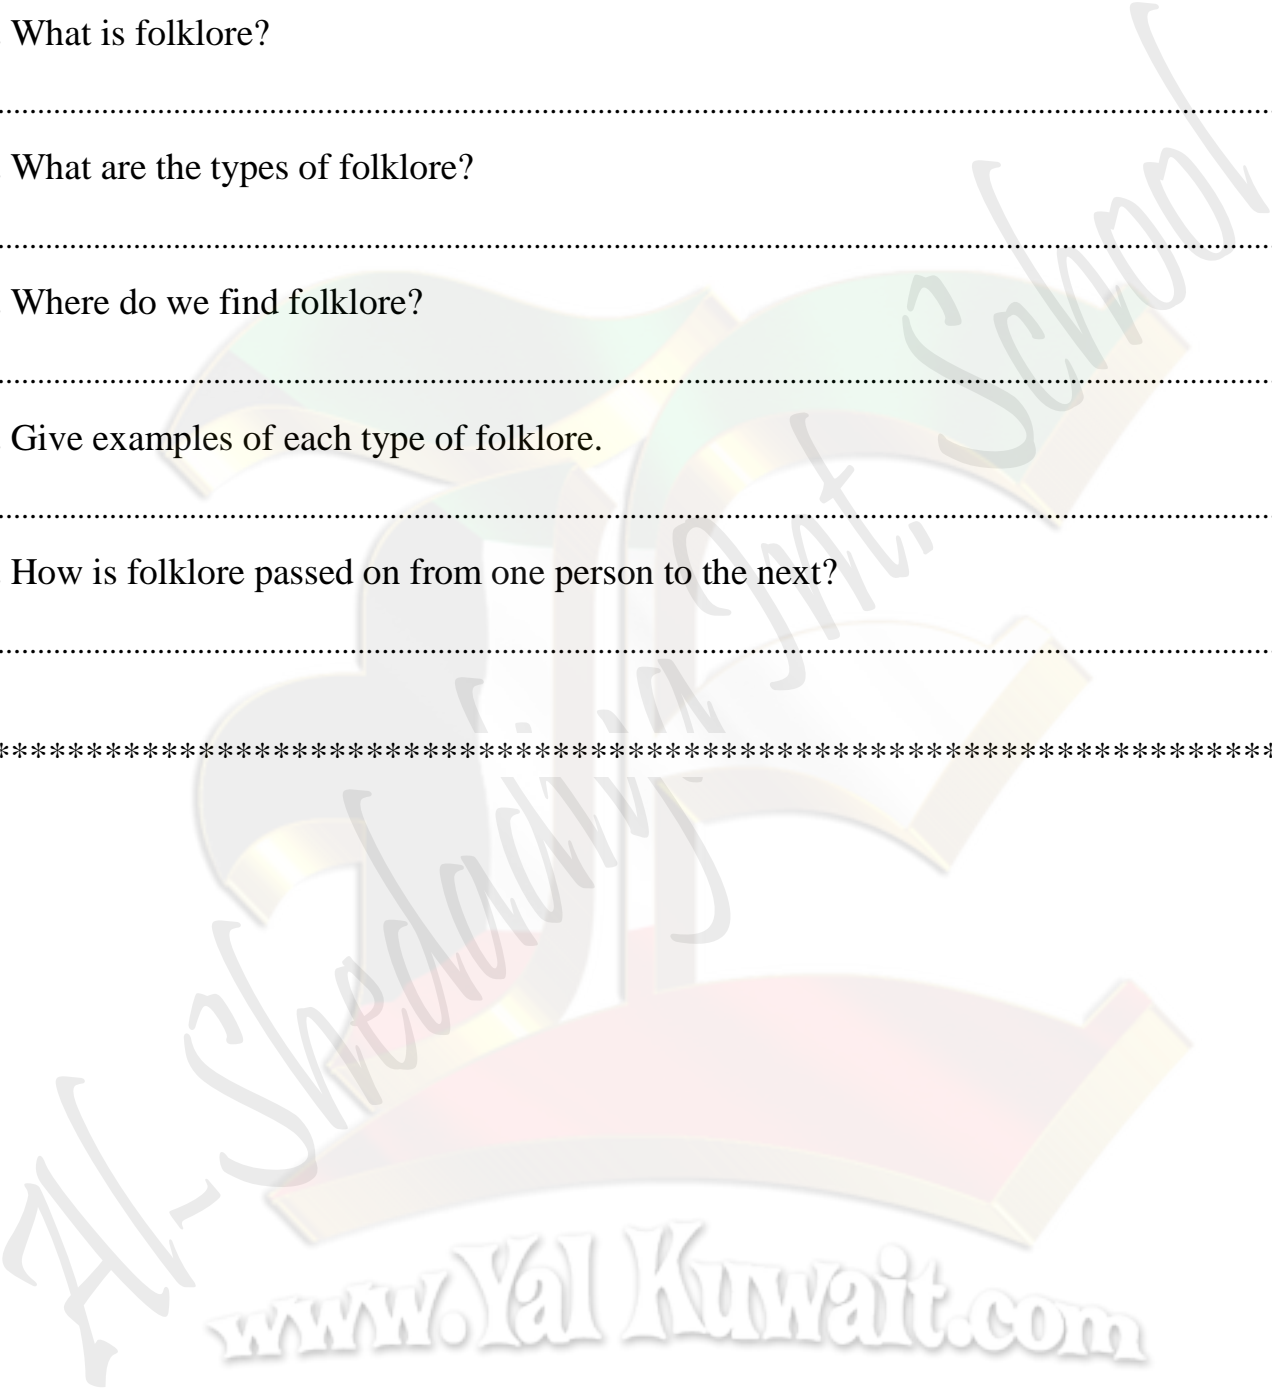 What is folklore?
................................................................................................................................
What are the types of folklore?
................................................................................................................................
Where do we find folklore?
................................................................................................................................
Give examples of each type of folklore.
................................................................................................................................
How is folklore passed on from one person to the next?
................................................................................................................................
********************************************************************
Al-Shedadiya Int. School
www.Yal Kuwait.com